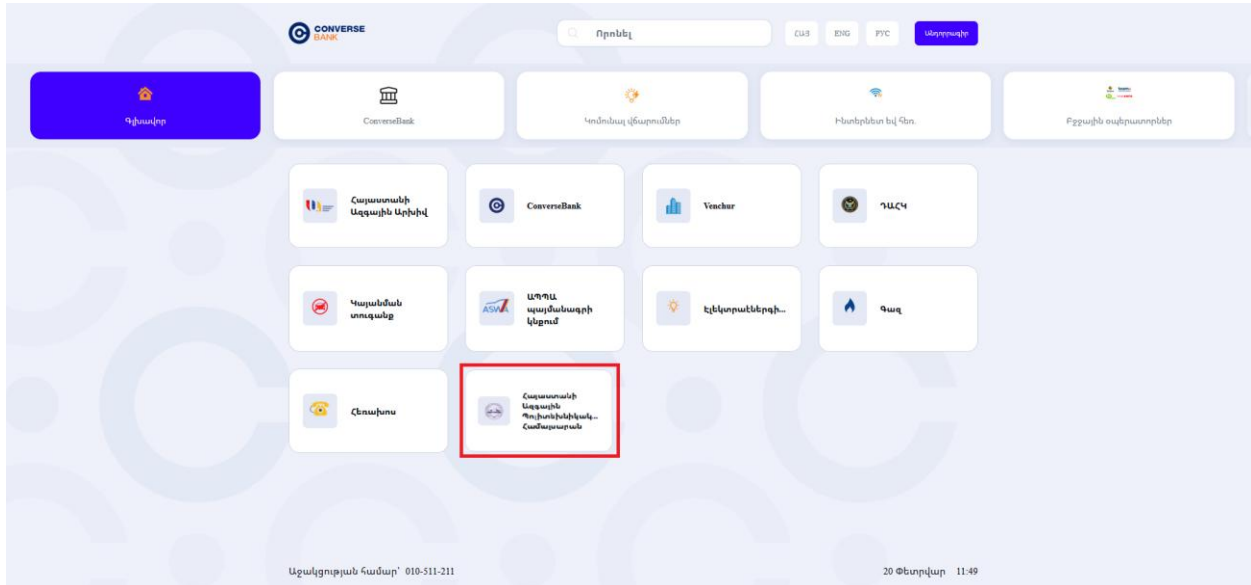 CONVERSE
BANK
Որոնել
ՀԱՅ
ENG
РУС
Անդորրագիր
Գլխավոր
ConverseBank
Կոմունալ վճարումներ
Ինտերնետ եվ հեռ.
Բջջային օպերատորներ
Հայաստանի
Ազգային Արխիվ
ConverseBank
Venchur
ԴԱՀԿ
Կայանման
տուգանք
ASWA
ԱՊՊԱ
պայմանագրի
կնքում
Էլեկտրաէներգի...
Գազ
Հեռախոս
Հայաստանի
Ազգային
Պոլիտեխնիկակ...
Համալսարան
Աջակցության համար՝ 010-511-211
20 Փետրվար 11:49